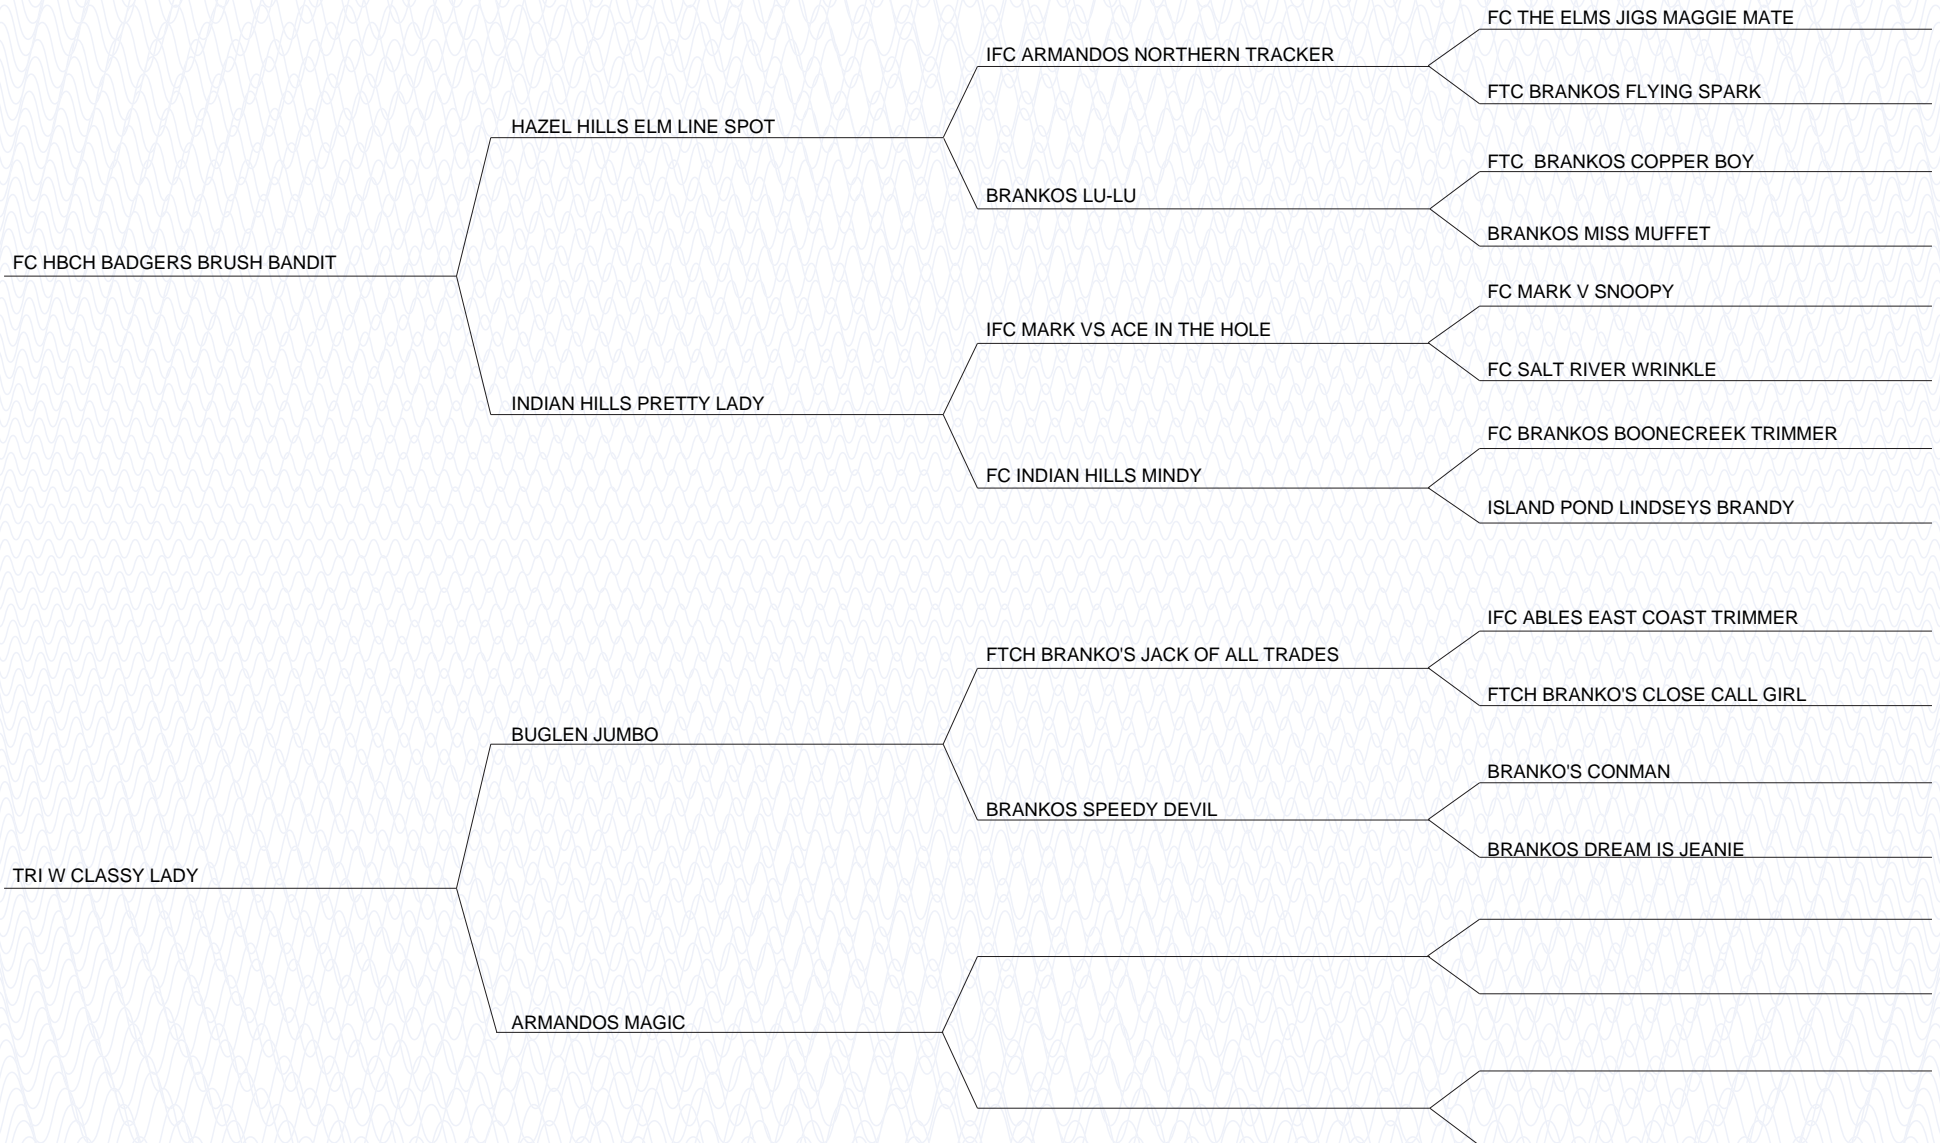 FC THE ELMS JIGS MAGGIE MATE
IFC ARMANDOS NORTHERN TRACKER
FTC BRANKOS FLYING SPARK
HAZEL HILLS ELM LINE SPOT
FTC  BRANKOS COPPER BOY
BRANKOS LU-LU
BRANKOS MISS MUFFET
FC HBCH BADGERS BRUSH BANDIT
FC MARK V SNOOPY
IFC MARK VS ACE IN THE HOLE
FC SALT RIVER WRINKLE
INDIAN HILLS PRETTY LADY
FC BRANKOS BOONECREEK TRIMMER
FC INDIAN HILLS MINDY
ISLAND POND LINDSEYS BRANDY
IFC ABLES EAST COAST TRIMMER
FTCH BRANKO'S JACK OF ALL TRADES
FTCH BRANKO'S CLOSE CALL GIRL
BUGLEN JUMBO
BRANKO'S CONMAN
BRANKOS SPEEDY DEVIL
BRANKOS DREAM IS JEANIE
TRI W CLASSY LADY
ARMANDOS MAGIC